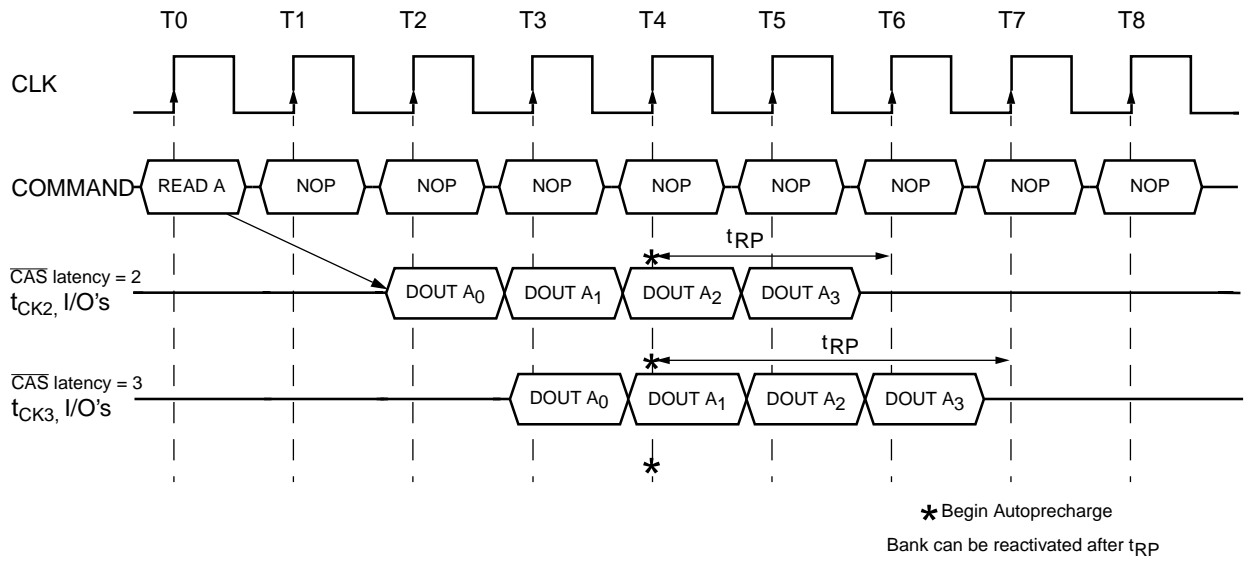 T0 T1 T2 T3 T4 T5 T6 T7 T8
CLK
COMMAND READ A NOP NOP NOP NOP NOP NOP NOP NOP
tRP
*
CAS latency = 2
tCK2, I/O's
DOUT A0 DOUT A1 DOUT A2 DOUT A3
tRP
*
CAS latency = 3
tCK3, I/O's
DOUT A0 DOUT A1 DOUT A2 DOUT A3
*
* Begin Autoprecharge
Bank can be reactivated after tRP